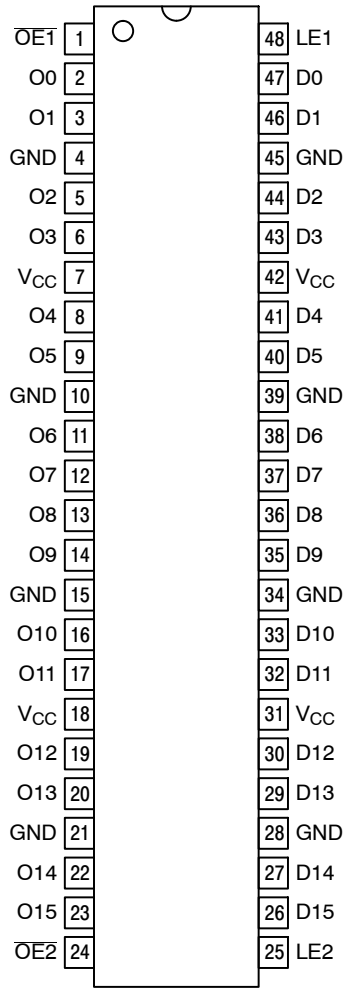 OE1 1 48 LE1
O0 2 47 D0
O1 3 46 D1
GND 4 45 GND
O2 5 44 D2
O3 6 43 D3
VCC 7 42 VCC
O4 8 41 D4
O5 9 40 D5
GND 10 39 GND
O6 11 38 D6
O7 12 37 D7
O8 13 36 D8
O9 14 35 D9
GND 15 34 GND
O10 16 33 D10
O11 17 32 D11
VCC 18 31 VCC
O12 19 30 D12
O13 20 29 D13
GND 21 28 GND
O14 22 27 D14
O15 23 26 D15
OE2 24 25 LE2